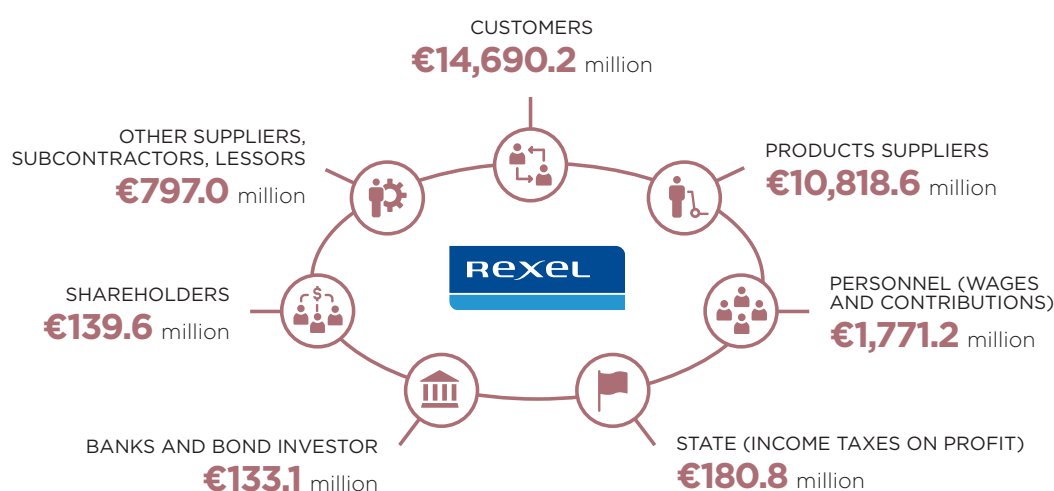 CUSTOMERS
€14,690.2 million
OTHER SUPPLIERS,
SUBCONTRACTORS, LESSORS
€797.0 million
PRODUCTS SUPPLIERS
€10,818.6 million
REXEL
SHAREHOLDERS
€139.6 million
PERSONNEL (WAGES
AND CONTRIBUTIONS)
€1,771.2 million
BANKS AND BOND INVESTOR
€133.1 million
STATE (INCOME TAXES ON PROFIT)
€180.8 million
$